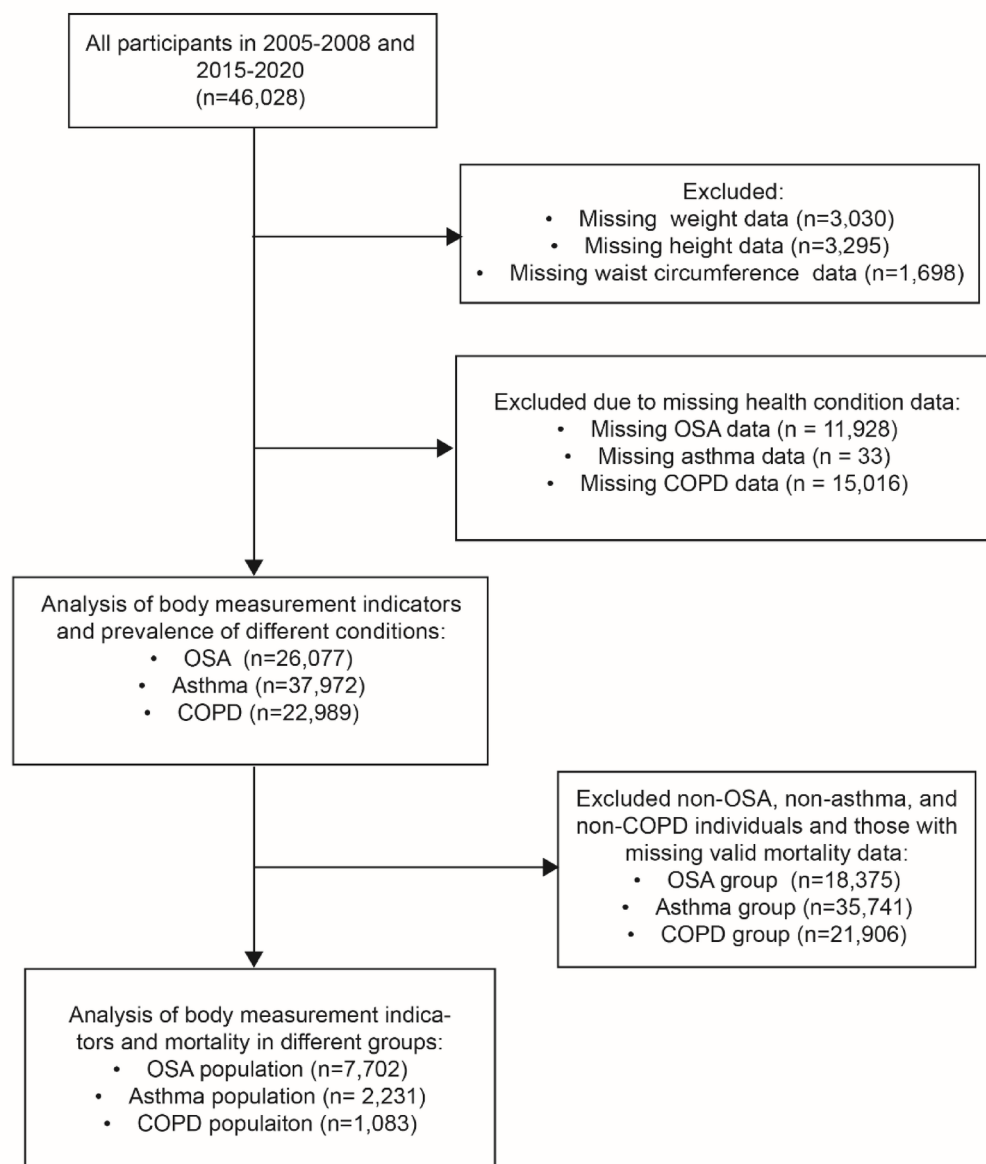 All participants in 2005-2008 and
2015-2020
(n=46,028)
Excluded:
• Missing weight data (n=3,030)
• Missing height data (n=3,295)
• Missing waist circumference data (n=1,698)
Excluded due to missing health condition data:
• Missing OSA data (n = 11,928)
• Missing asthma data (n = 33)
• Missing COPD data (n = 15,016)
Analysis of body measurement indicators
and prevalence of different conditions:
• OSA (n=26,077)
• Asthma (n=37,972)
• COPD (n=22,989)
Excluded non-OSA, non-asthma, and
non-COPD individuals and those with
missing valid mortality data:
• OSA group (n=18,375)
• Asthma group (n=35,741)
• COPD group (n=21,906)
Analysis of body measurement indica-
tors and mortality in different groups:
• OSA population (n=7,702)
• Asthma population (n= 2,231)
• COPD populaiton (n=1,083)